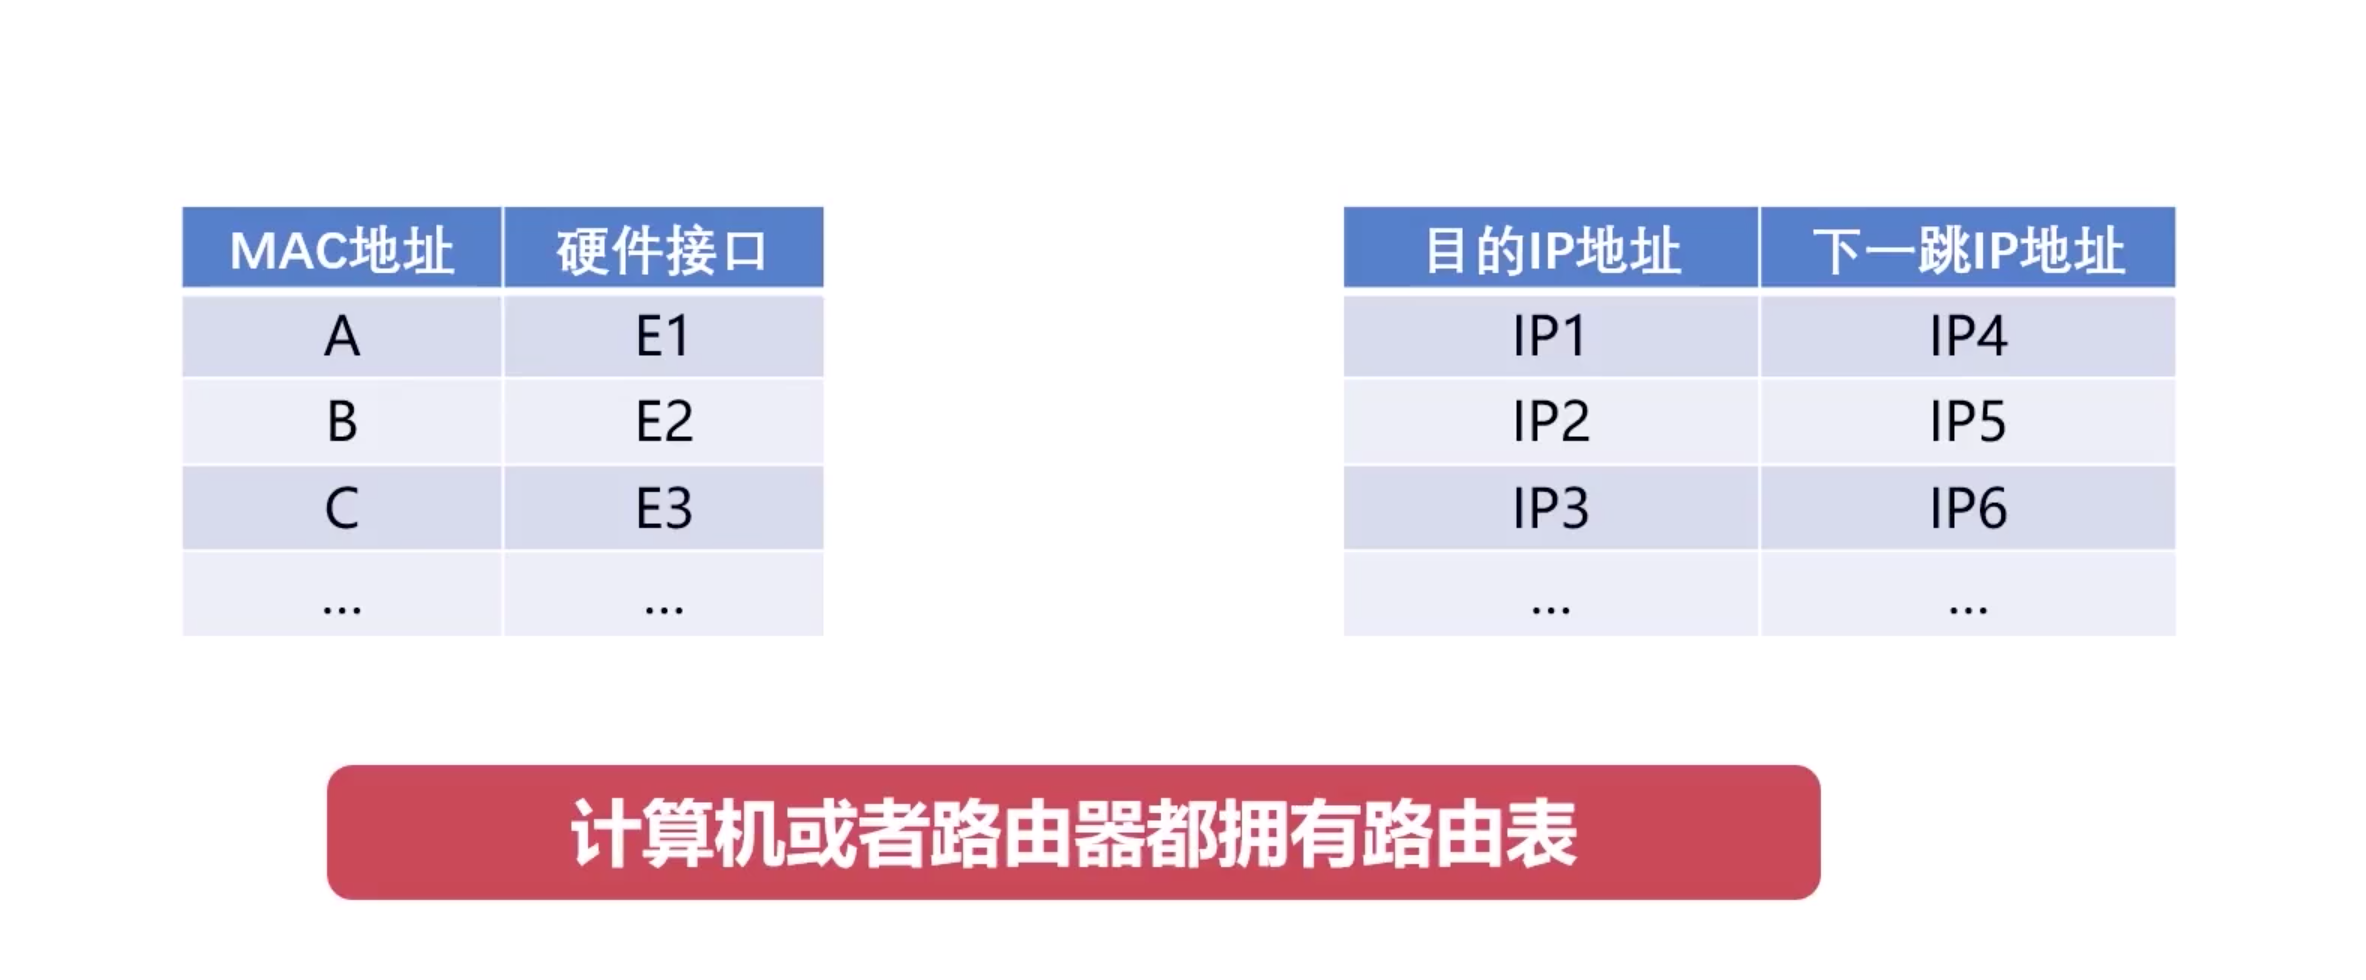 MAC地址 硬件接口
A E1
B E2
C E3
... ...
目的IP地址 下一跳IP地址
IP1 IP4
IP2 IP5
IP3 IP6
... ...
计算机或者路由器都拥有路由表